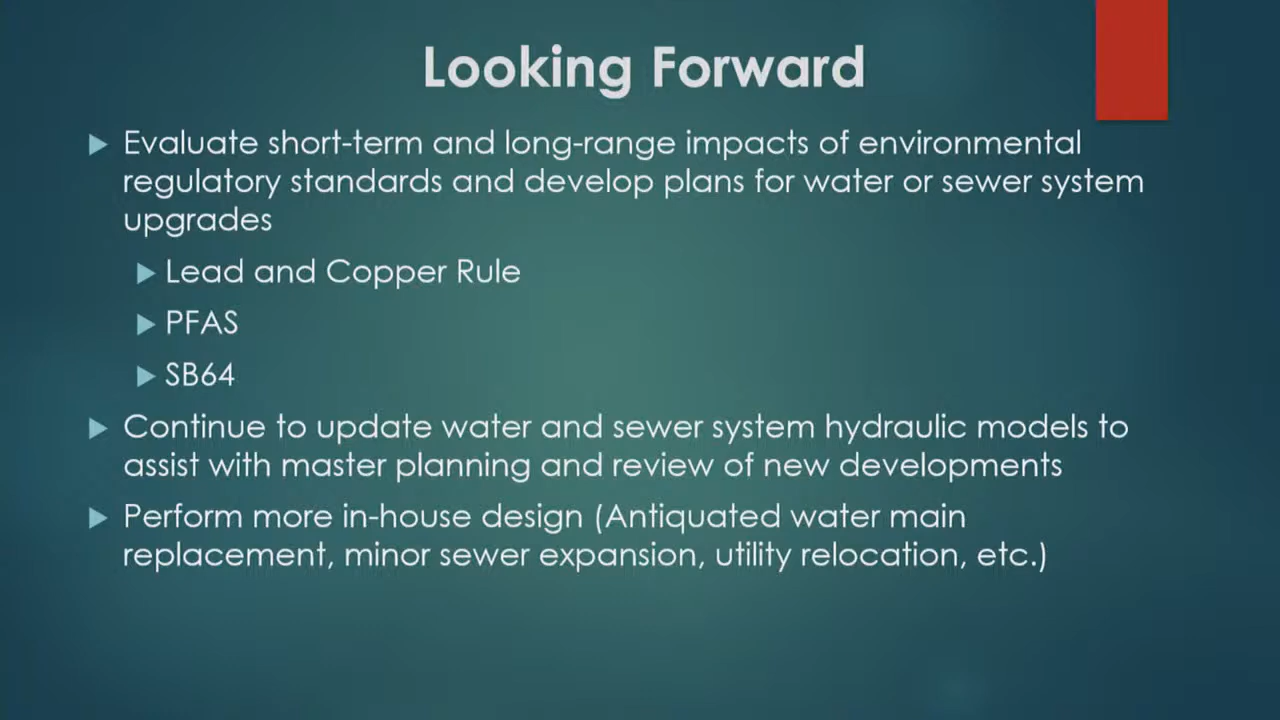 Looking Forward
Evaluate short-term and long-range impacts of environmental
regulatory standards and develop plans for water or sewer system
upgrades
Lead and Copper Rule
PFAS
SB64
Continue to update water and sewer system hydraulic models to
assist with master planning and review of new developments
Perform more in-house design (Antiquated water main
replacement, minor sewer expansion, utility relocation, etc.)